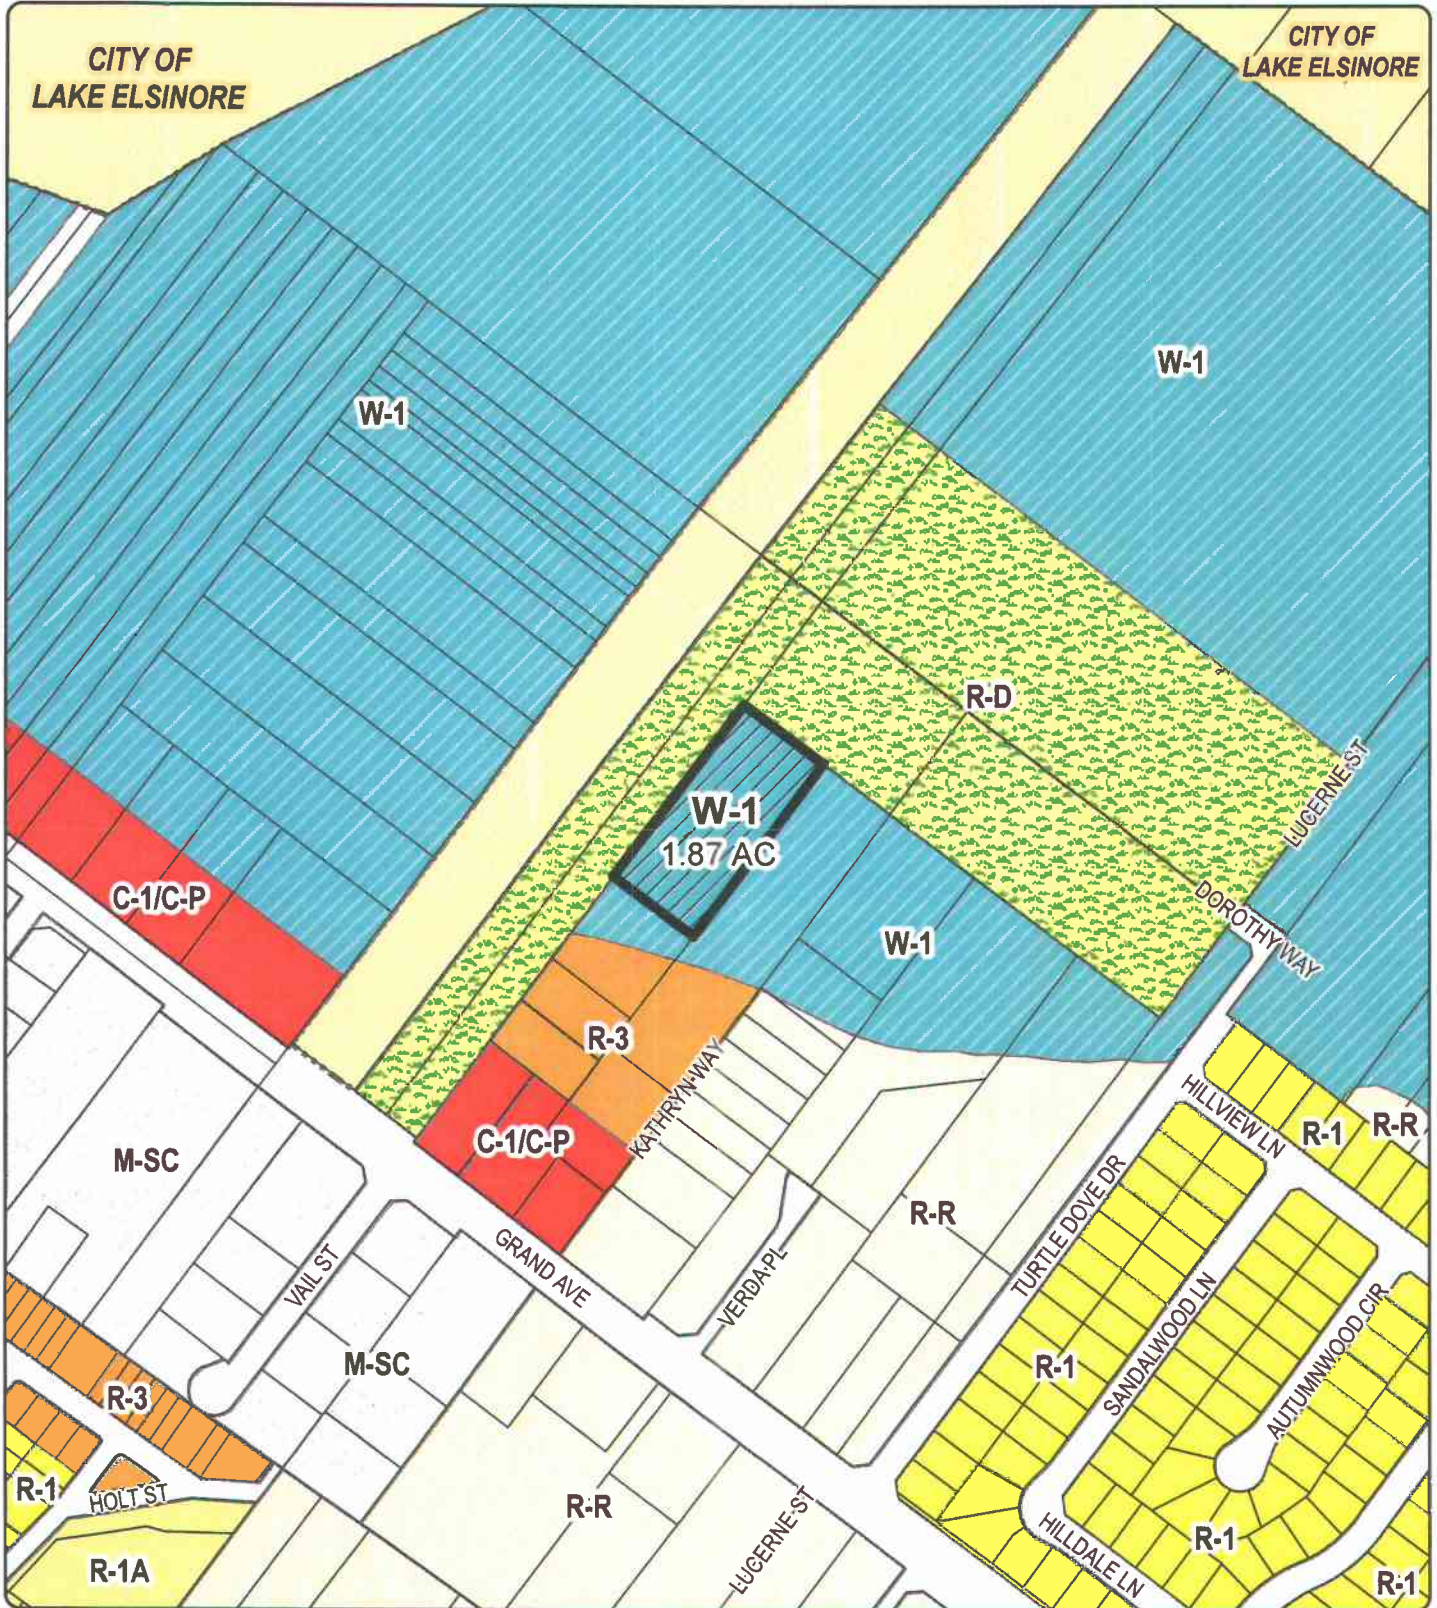 CITY OF
LAKE ELSINORE
CITY OF
LAKE ELSINORE
W-1
W-1
R-D
LUCERNE ST
W-1
1.87 AC
C-1/C-P
DOROTHY WAY
W-1
R-3
KATHRYN WAY
HILLVIEW LN
R-1
R-R
C-1/C-P
M-SC
TURTLE DOVE DR
R-R
GRAND AVE
VAIL ST
VERDA PL
SANDALWOOD LN
AUTUMNWOOD CIR
M-SC
R-1
R-3
R-1
HOLT ST
R-R
LUCERNE ST
HILLDALE LN
R-1
R-1A
R-1